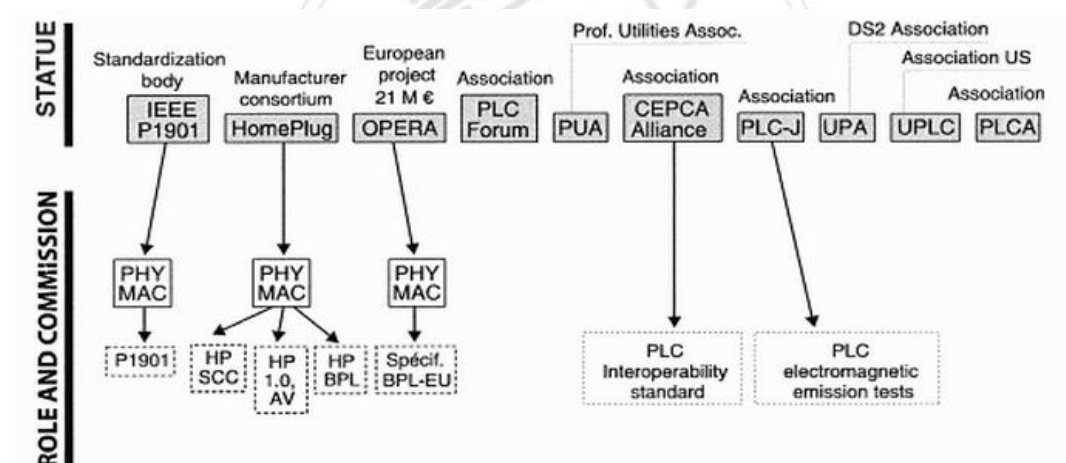 STATUE
Prof. Utilities Assoc.
DS2 Association
European
project
21 M €
Association US
Standardization
body
Manufacturer
consortium
Association
Association
Association
Association
IEEE
P1901
HomePlug
OPERA
PLC
Forum
PUA
CEPCA
Alliance
PLC-J
UPA
UPLC
PLCA
ROLE AND COMMISSION
PHY
MAC
PHY
MAC
PHY
MAC
P1901
HP
SCC
HP
1.0,
AV
HP
BPL
Spécif.
BPL-EU
PLC
Interoperability
standard
PLC
electromagnetic
emission tests